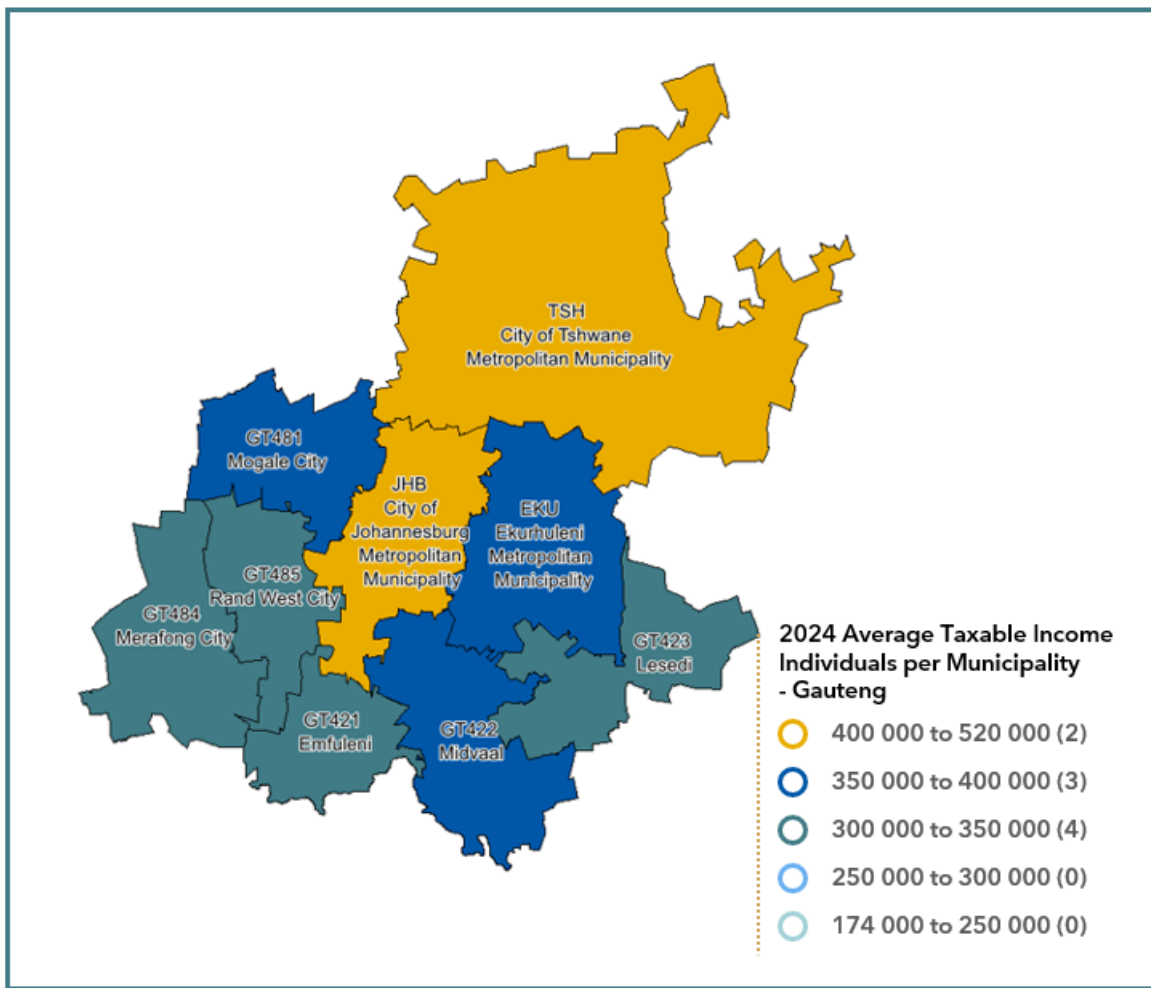 TSH
City of Tshwane
Metropolitan Municipality
GT481
Mogale City
JHB
City of
Johannesburg
Metropolitan
Municipality
EKU
Ekurhuleni
Metropolitan
Municipality
GT485
Rand West City
GT484
Merafong City
GT423
Lesedi
GT421
Emfuleni
GT422
Midvaal
2024 Average Taxable Income
Individuals per Municipality
- Gauteng
400 000 to 520 000 (2)
350 000 to 400 000 (3)
300 000 to 350 000 (4)
250 000 to 300 000 (0)
174 000 to 250 000 (0)